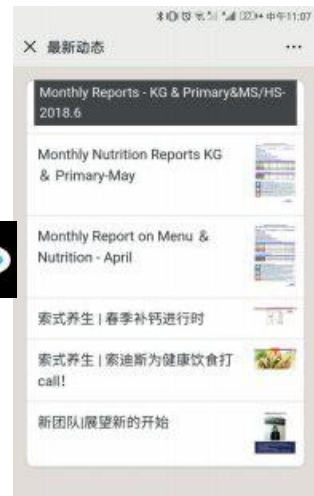 中午11:07
× 最新动态 ...
Monthly Reports - KG & Primary&MS/HS-
2018.6
Monthly Nutrition Reports KG
& Primary-May
Monthly Report on Menu &
Nutrition - April
索式养生 | 春季补钙进行时
索式养生 | 索迪斯为健康饮食打
call!
新团队|展望新的开始